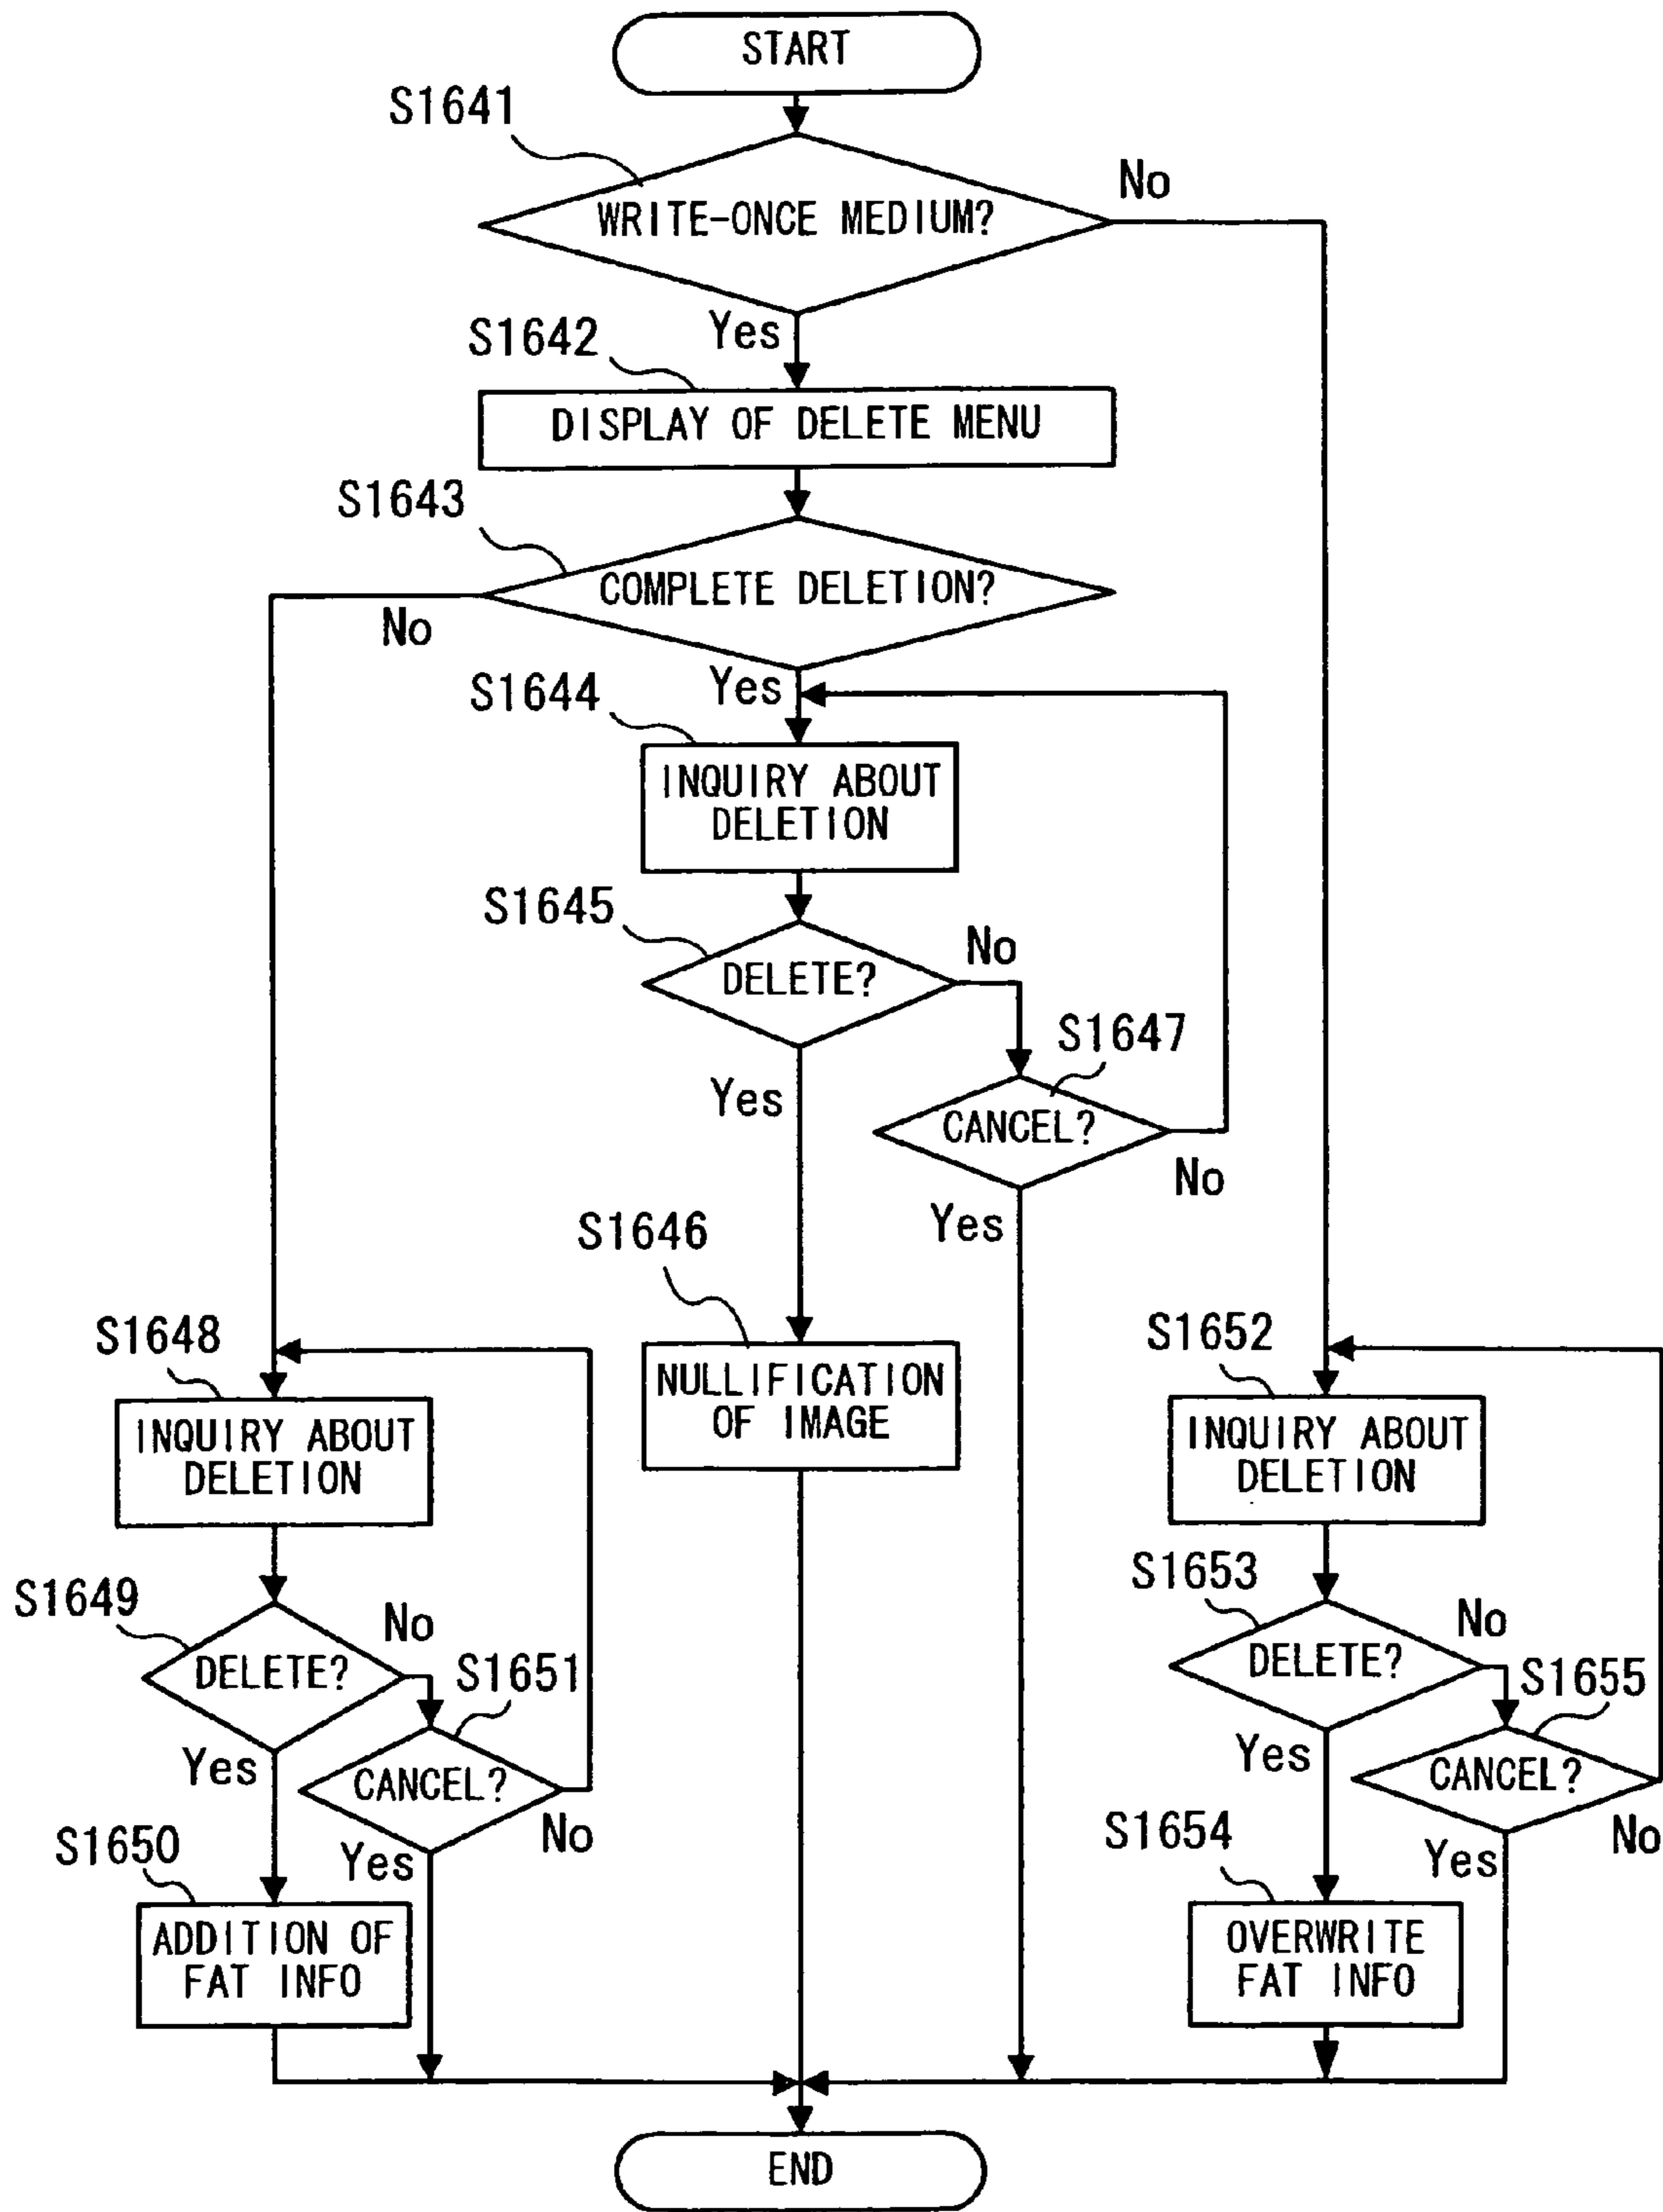 START
S1641
No
WRITE-ONCE MEDIUM?
Yes
S1642
DISPLAY OF DELETE MENU
S1643
COMPLETE DELETION?
No
Yes
S1644
INQUIRY ABOUT
DELETION
S1645
No
DELETE?
S1647
Yes
CANCEL?
No
Yes
S1646
NULLIFICATION
OF IMAGE
S1648
INQUIRY ABOUT
DELETION
S1649
No
DELETE?
S1651
Yes
CANCEL?
No
Yes
S1650
ADDITION OF
FAT INFO
S1652
INQUIRY ABOUT
DELETION
S1653
No
DELETE?
S1655
Yes
CANCEL?
No
Yes
S1654
OVERWRITE
FAT INFO
END